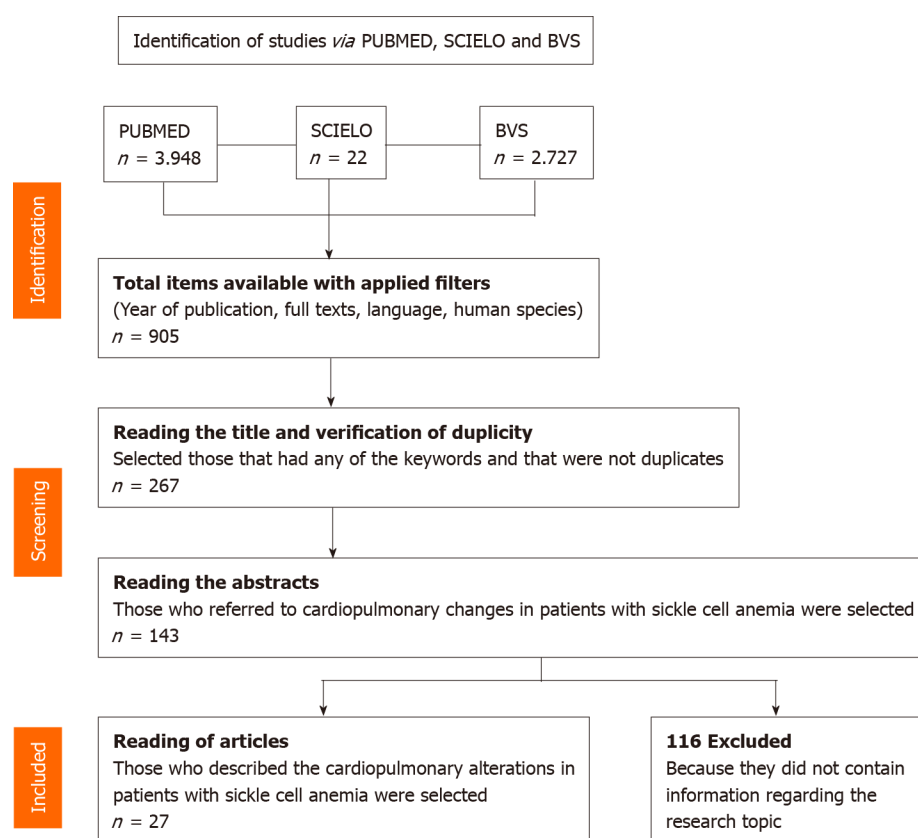 Identification of studies via PUBMED, SCIELO and BVS
PUBMED
n = 3.948
SCIELO
n = 22
BVS
n = 2.727
Identification
Total items available with applied filters
(Year of publication, full texts, language, human species)
n = 905
Reading the title and verification of duplicity
Selected those that had any of the keywords and that were not duplicates
n = 267
Screening
Reading the abstracts
Those who referred to cardiopulmonary changes in patients with sickle cell anemia were selected
n = 143
Included
Reading of articles
Those who described the cardiopulmonary alterations in
patients with sickle cell anemia were selected
n = 27
116 Excluded
Because they did not contain
information regarding the
research topic